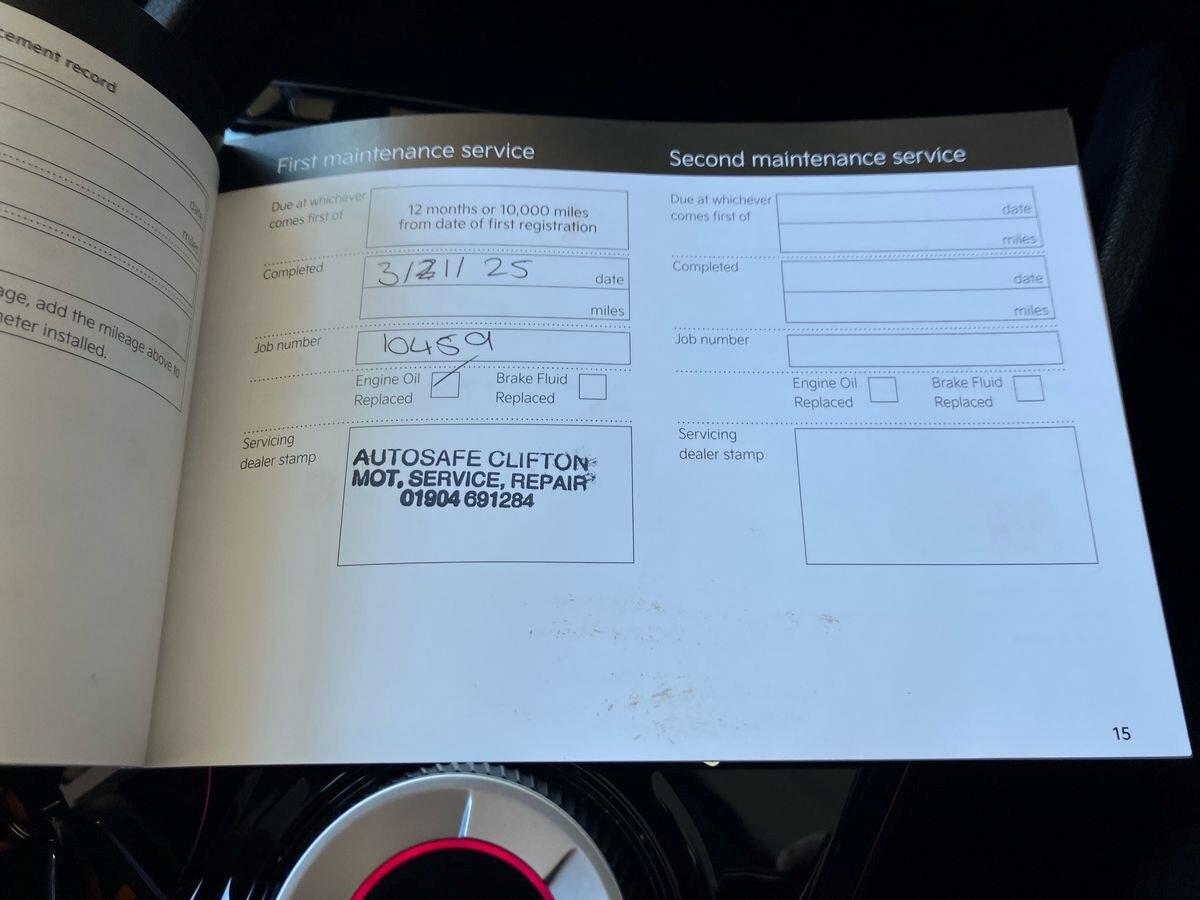 cement record
date
miles
age, add the mileage above to
meter installed.
First maintenance service
Due at whichever
comes first of
12 months or 10,000 miles
from date of first registration
Completed
date
miles
Job number
10459
Engine Oil
Replaced
Brake Fluid
Replaced
Servicing
dealer stamp
AUTOSAFE CLIFTON
MOT, SERVICE, REPAIR
01904 691284
Second maintenance service
Due at whichever
comes first of
date
miles
Completed
date
miles
Job number
Engine Oil
Replaced
Brake Fluid
Replaced
Servicing
dealer stamp
15